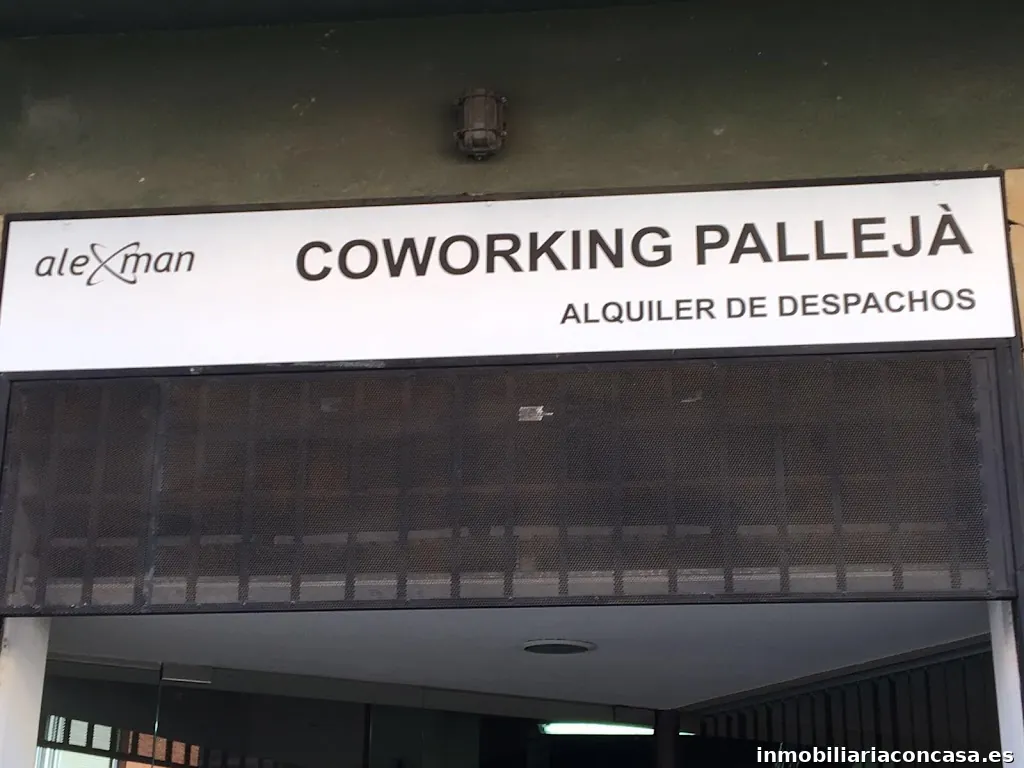 alexman
COWORKING PALLEJÀ
ALQUILER DE DESPACHOS
inmobiliariaconcasa.es